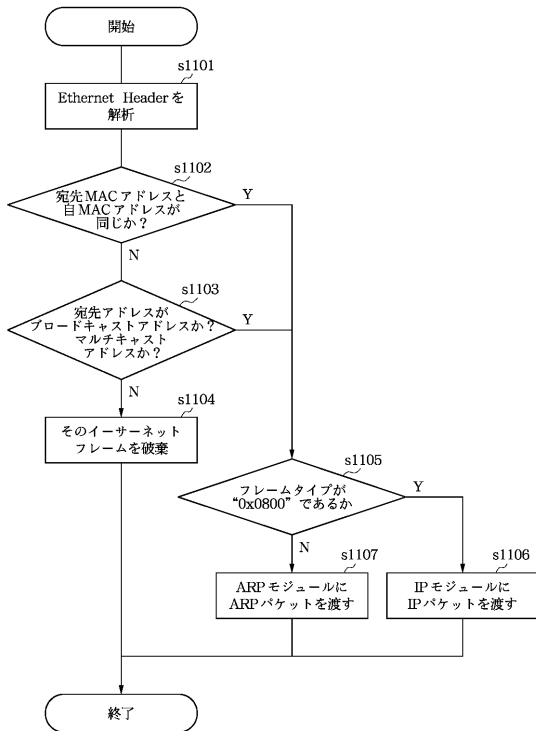 開始
s1101
Ethernet Headerを
解析
s1102
宛先MACアドレスと
自MACアドレスが
同じか？
Y
N
s1103
宛先アドレスが
ブロードキャストアドレスか？
マルチキャスト
アドレスか？
Y
N
s1104
そのイーサーネット
フレームを破棄
s1105
フレームタイプが
“0x0800”であるか
Y
N
s1107
ARPモジュールに
ARPパケットを渡す
s1106
IPモジュールに
IPパケットを渡す
終了